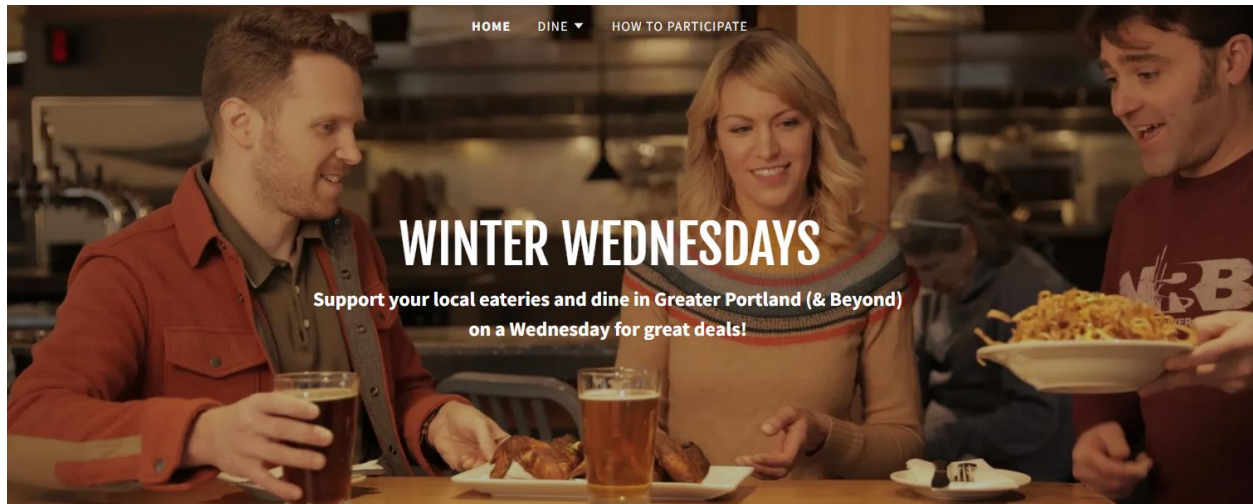 HOME DINE HOW TO PARTICIPATE
WINTER WEDNESDAYS
Support your local eateries and dine in Greater Portland (& Beyond)
on a Wednesday for great deals!